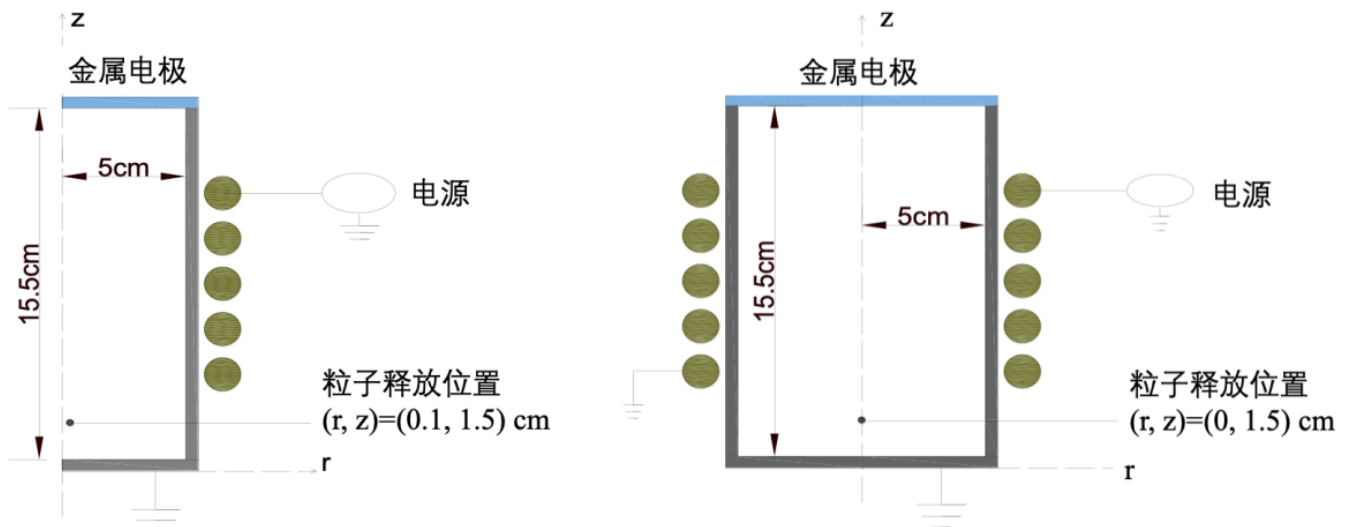 z
金属电极
5cm
电源
15.5cm
粒子释放位置
(r, z)=(0.1, 1.5) cm
r
z
金属电极
5cm
电源
15.5cm
粒子释放位置
(r, z)=(0, 1.5) cm
r